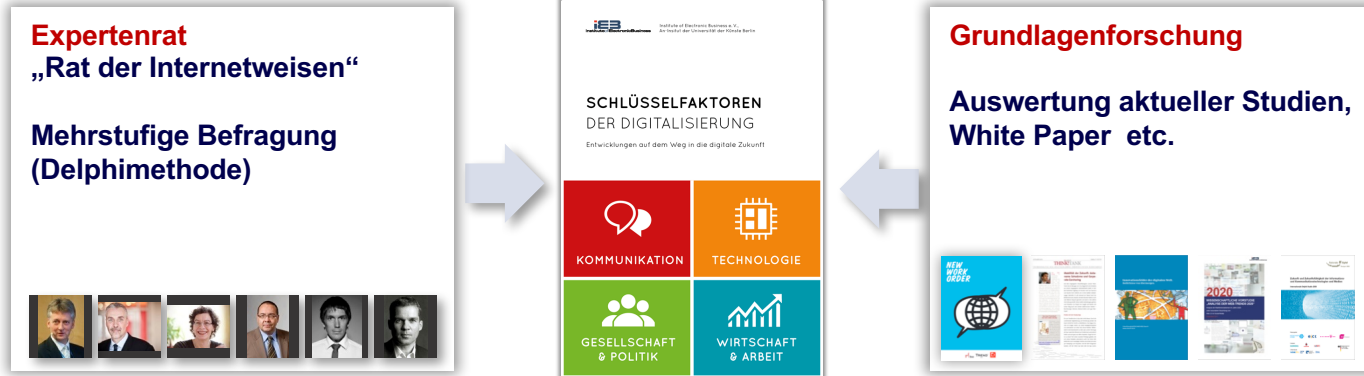 Expertenrat
„Rat der Internetweisen“
Mehrstufige Befragung
(Delphimethode)
iEB
Institute of Electronic Business e. V.,
An-Institut der Universität der Künste Berlin
SCHLÜSSELFAKTOREN
DER DIGITALISIERUNG
Entwicklungen auf dem Weg in die digitale Zukunft
KOMMUNIKATION
TECHNOLOGIE
GESELLSCHAFT
& POLITIK
WIRTSCHAFT
& ARBEIT
Grundlagenforschung
Auswertung aktueller Studien,
White Paper etc.
NEW
WORK
ORDER
2020